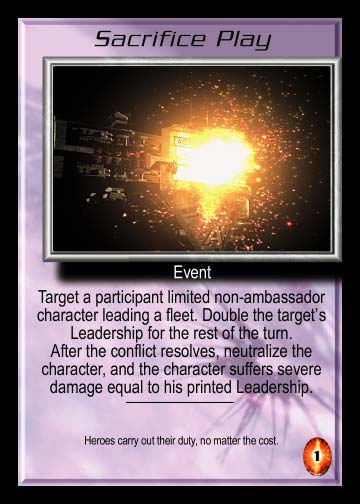 Sacrifice Play
Event
Target a participant limited non-ambassador
character leading a fleet. Double the target's
Leadership for the rest of the turn.
After the conflict resolves, neutralize the
character, and the character suffers severe
damage equal to his printed Leadership.
Heroes carry out their duty, no matter the cost.
1